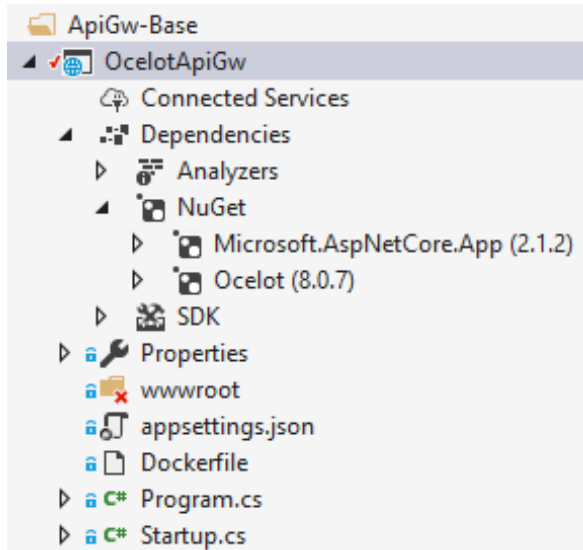 ApiGw-Base
OcelotApiGw
Connected Services
Dependencies
Analyzers
NuGet
Microsoft.AspNetCore.App (2.1.2)
Ocelot (8.0.7)
SDK
Properties
wwwroot
appsettings.json
Dockerfile
C# Program.cs
C# Startup.cs